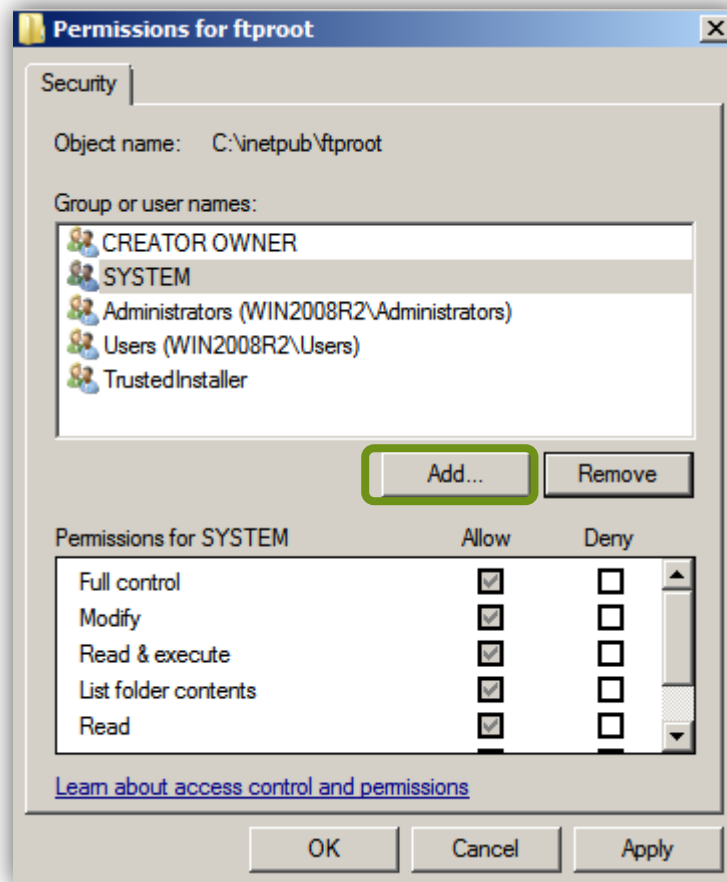 Permissions for ftproot
Security
Object name: C:\inetpub\ftproot
Group or user names:
CREATOR OWNER
SYSTEM
Administrators (WIN2008R2\Administrators)
Users (WIN2008R2\Users)
TrustedInstaller
Add... Remove
Permissions for SYSTEM Allow Deny
Full control
Modify
Read & execute
List folder contents
Read
Learn about access control and permissions
OK Cancel Apply